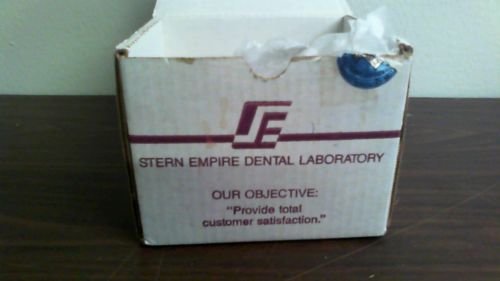 SE
STERN EMPIRE DENTAL LABORATORY
OUR OBJECTIVE:
"Provide total
customer satisfaction."